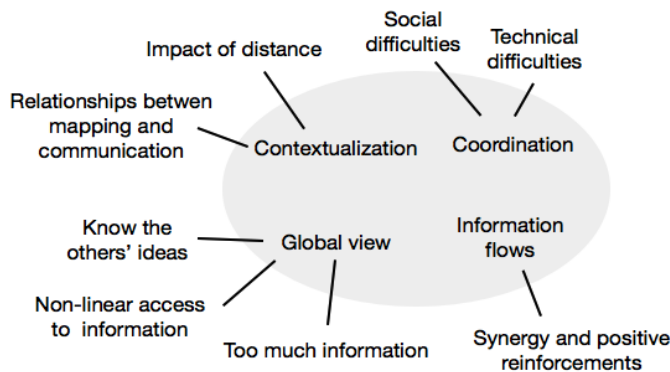 Social
difficulties
Technical
difficulties
Impact of distance
Relationships betwen
mapping and
communication
Contextualization
Coordination
Know the
others' ideas
Global view
Information
flows
Non-linear access
to information
Too much information
Synergy and positive
reinforcements